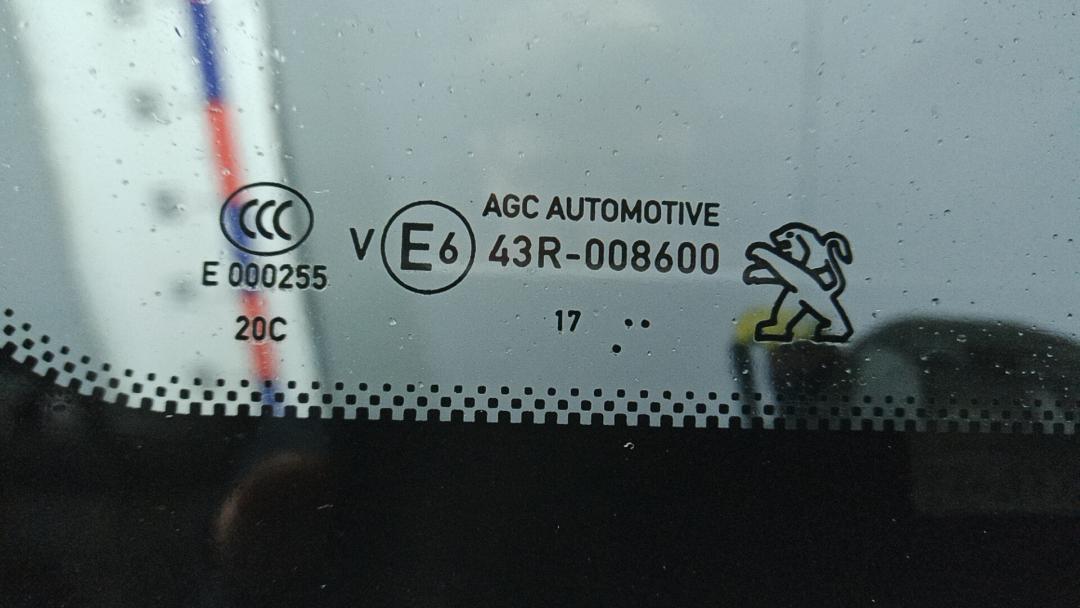 CCC
E 000255
20C
V E6
AGC AUTOMOTIVE
43R-008600
17